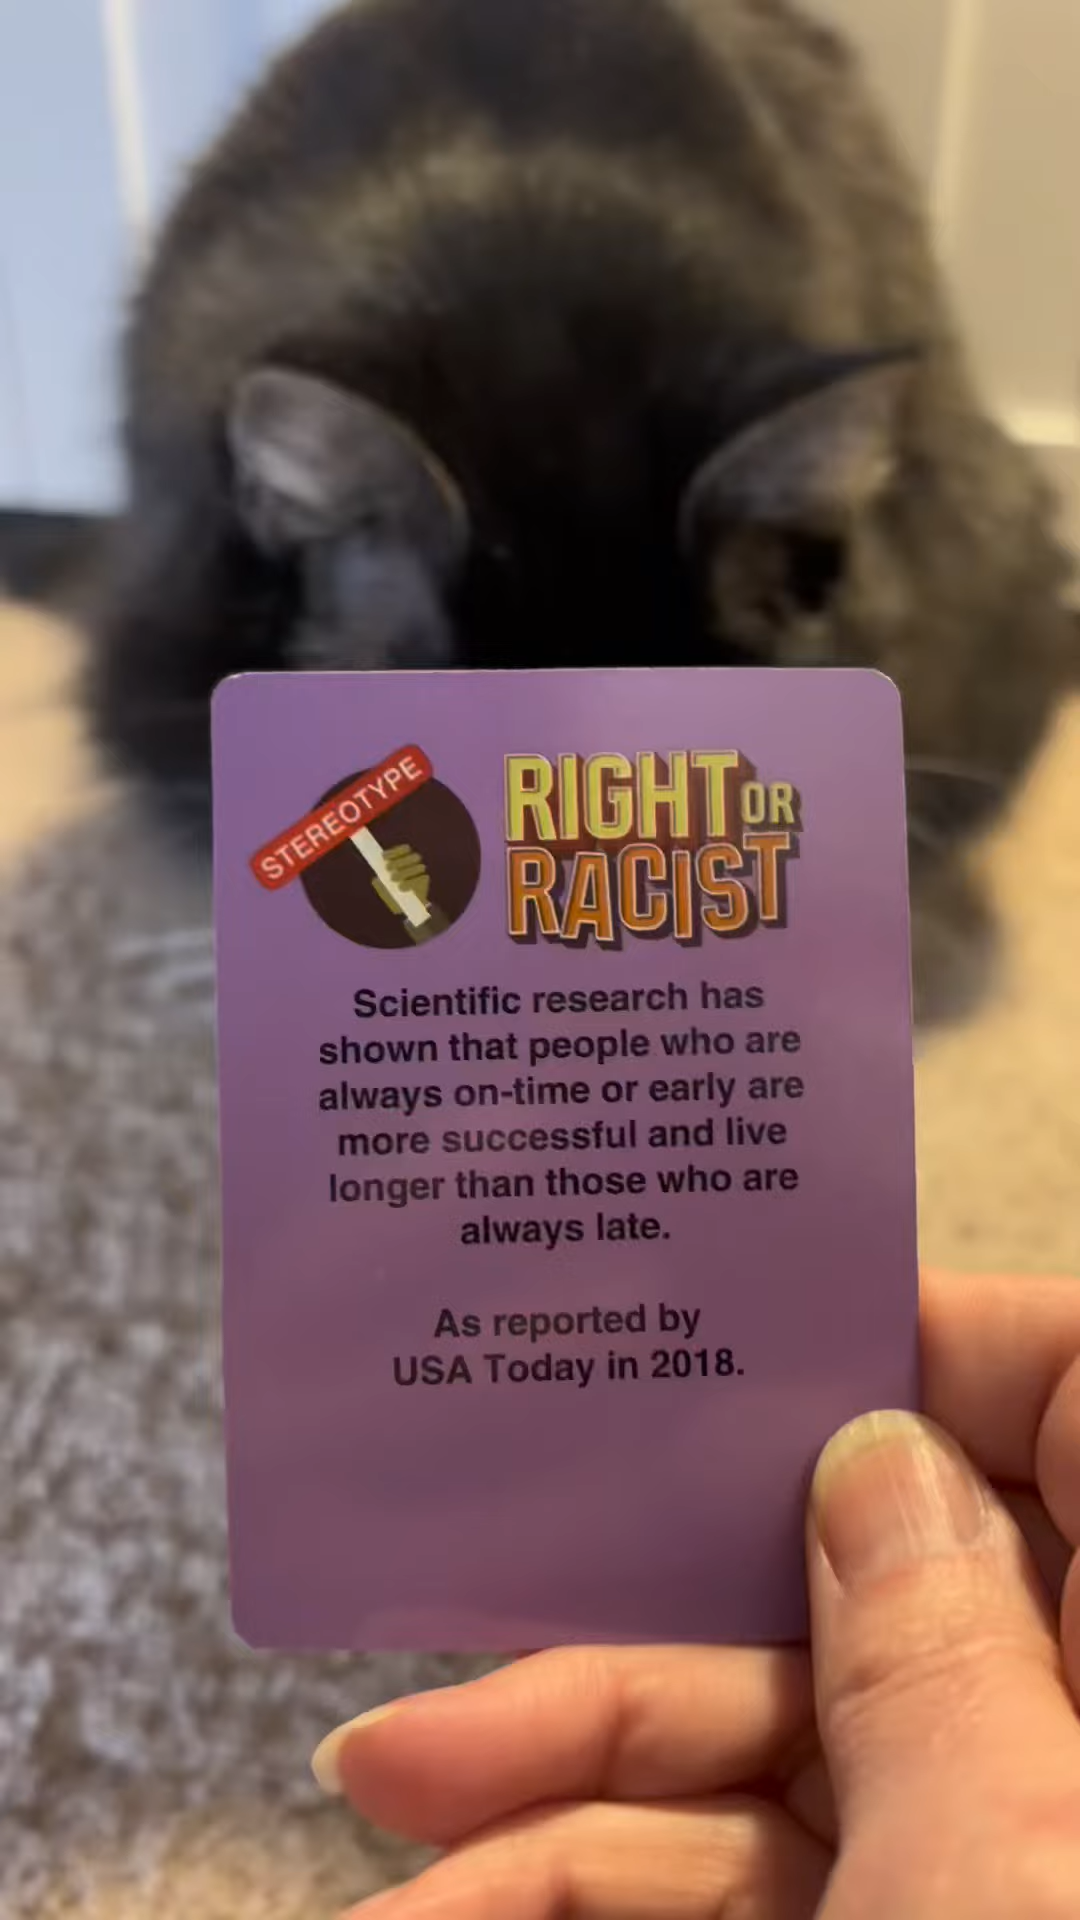 STEREOTYPE
RIGHT OR
RACIST
Scientific research has
shown that people who are
always on-time or early are
more successful and live
longer than those who are
always late.
As reported by
USA Today in 2018.